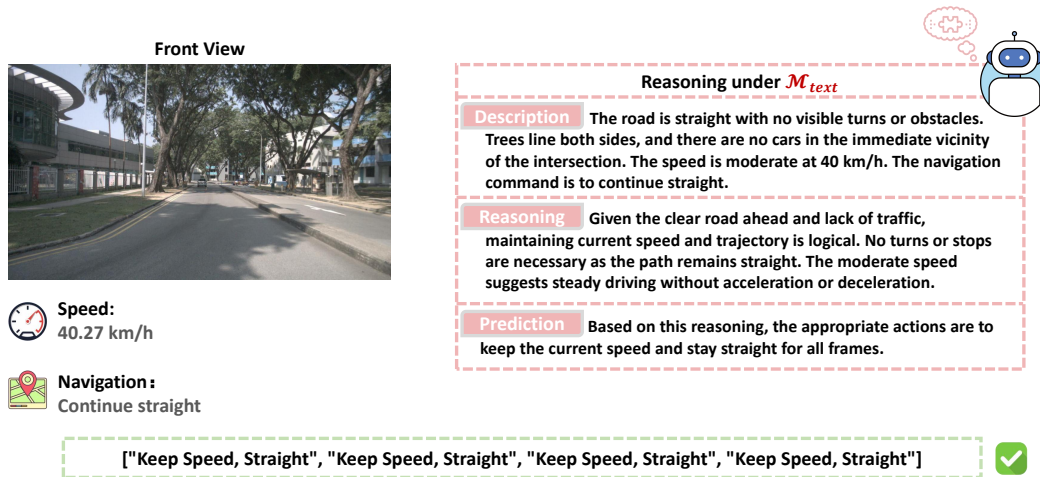 Front View
Reasoning under 𝓜text
Description The road is straight with no visible turns or obstacles.
Trees line both sides, and there are no cars in the immediate vicinity
of the intersection. The speed is moderate at 40 km/h. The navigation
command is to continue straight.
Reasoning Given the clear road ahead and lack of traffic,
maintaining current speed and trajectory is logical. No turns or stops
are necessary as the path remains straight. The moderate speed
suggests steady driving without acceleration or deceleration.
Prediction Based on this reasoning, the appropriate actions are to
keep the current speed and stay straight for all frames.
Speed:
40.27 km/h
Navigation:
Continue straight
["Keep Speed, Straight", "Keep Speed, Straight", "Keep Speed, Straight", "Keep Speed, Straight"]